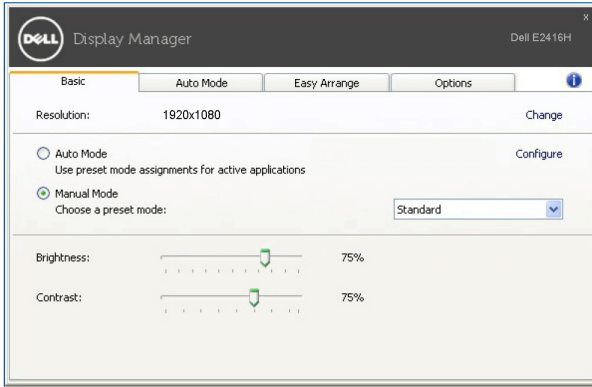 x
DELL Display Manager
Dell E2416H
Basic Auto Mode Easy Arrange Options i
Resolution: 1920x1080 Change
Auto Mode Configure
Use preset mode assignments for active applications
Manual Mode
Choose a preset mode: Standard
Brightness: 75%
Contrast: 75%